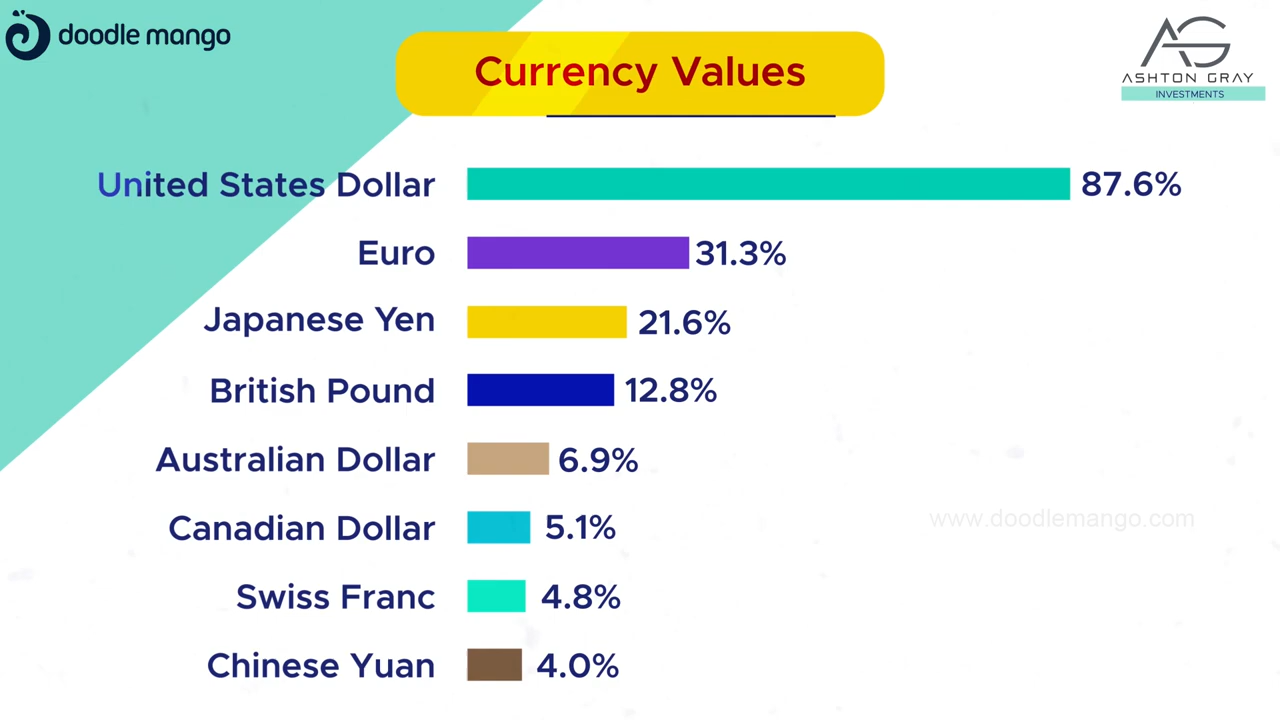 doodle mango
Currency Values
ASHTON GRAY
INVESTMENTS
United States Dollar 87.6%
Euro 31.3%
Japanese Yen 21.6%
British Pound 12.8%
Australian Dollar 6.9%
Canadian Dollar 5.1%
www.doodlemango.com
Swiss Franc 4.8%
Chinese Yuan 4.0%